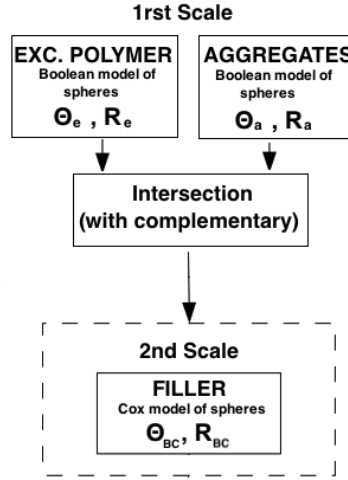 1rst Scale
EXC. POLYMER
Boolean model of
spheres
Θe , Re
AGGREGATES
Boolean model of
spheres
Θa , Ra
Intersection
(with complementary)
2nd Scale
FILLER
Cox model of spheres
ΘBC, RBC